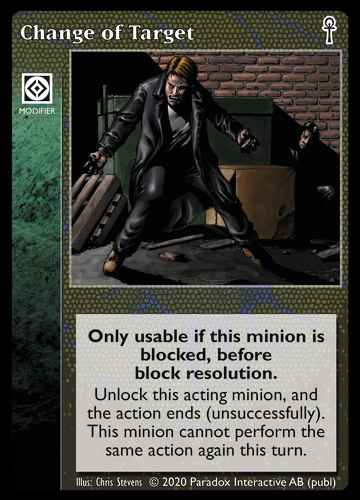 Change of Target
MODIFIER
Only usable if this minion is
blocked, before
block resolution.
Unlock this acting minion, and
the action ends (unsuccessfully).
This minion cannot perform the
same action again this turn.
Illus: Chris Stevens © 2020 Paradox Interactive AB (publ)